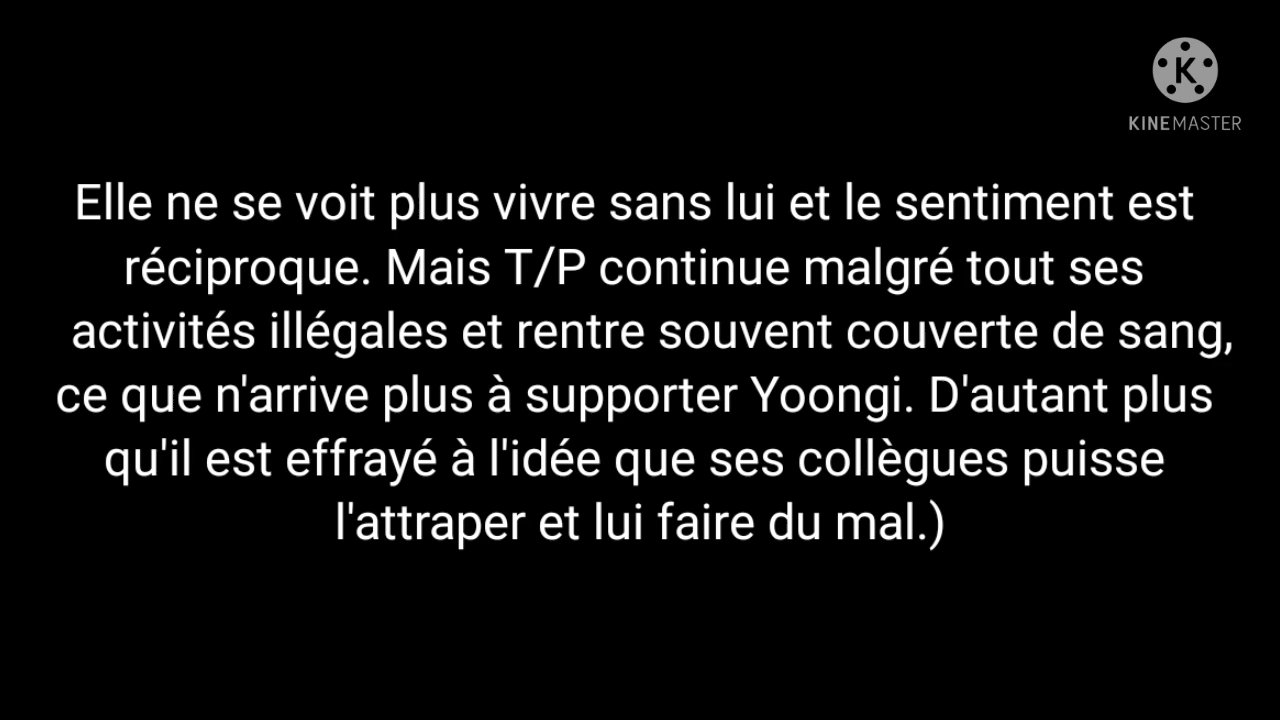 KINEMASTER
Elle ne se voit plus vivre sans lui et le sentiment est
réciproque. Mais T/P continue malgré tout ses
activités illégales et rentre souvent couverte de sang,
ce que n'arrive plus à supporter Yoongi. D'autant plus
qu'il est effrayé à l'idée que ses collègues puisse
l'attraper et lui faire du mal.)